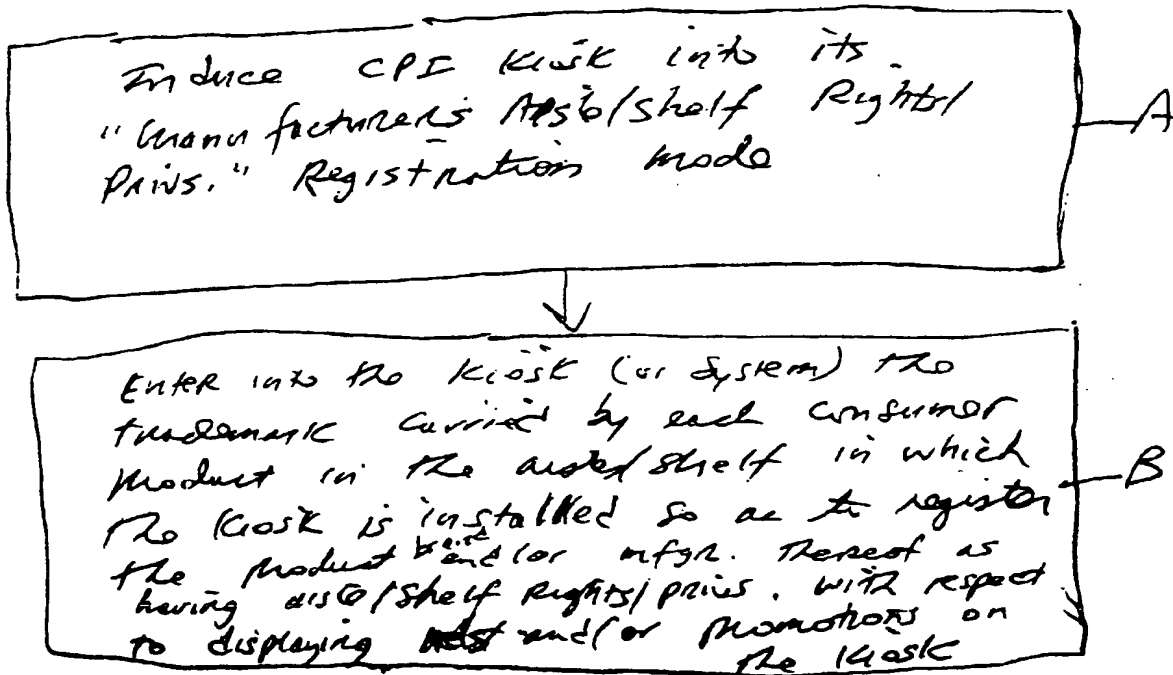 Induce CPI Kiosk into its
"Manufacturer's Aisle/Shelf Rights/
Privs." Registration mode
A
Enter into the Kiosk (or System) the
trademark carried by each consumer
product in the aisle/shelf in which
the Kiosk is installed so as to register
the product brand and/or mfgr. thereof as
having aisle/shelf Rights/privs. with respect
to displaying and/or promotions on
the Kiosk
B